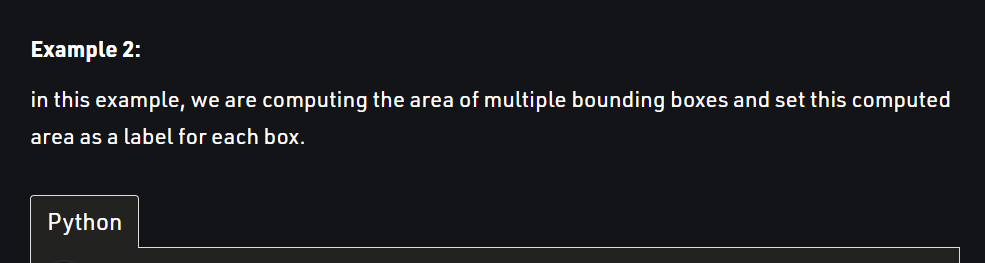 Example 2:
in this example, we are computing the area of multiple bounding boxes and set this computed
area as a label for each box.
Python